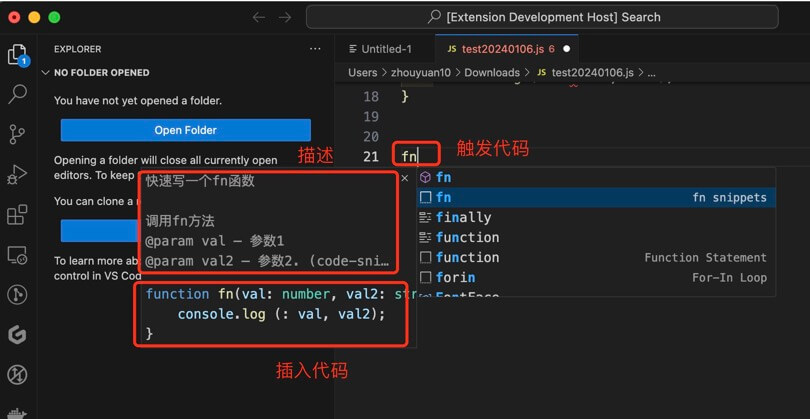 [Extension Development Host] Search
EXPLORER
···
Untitled-1
JS test20240106.js 6
1
NO FOLDER OPENED
Users > zhouyuan10 > Downloads > JS test20240106.js > ...
You have not yet opened a folder.
18 }
Open Folder
19
20
Opening a folder will close all currently open
editors. To keep
描述
21 fn
触发代码
快速写一个fn函数
fn
You can clone a
fn
fn snippets
调用fn方法
finally
@param val — 参数1
function
To learn more ab
@param val2 — 参数2. (code-sni…
function
Function Statement
control in VS Cod
forin
For-In Loop
function fn(val: number, val2: str
FontFace
console.log (: val, val2);
}
插入代码